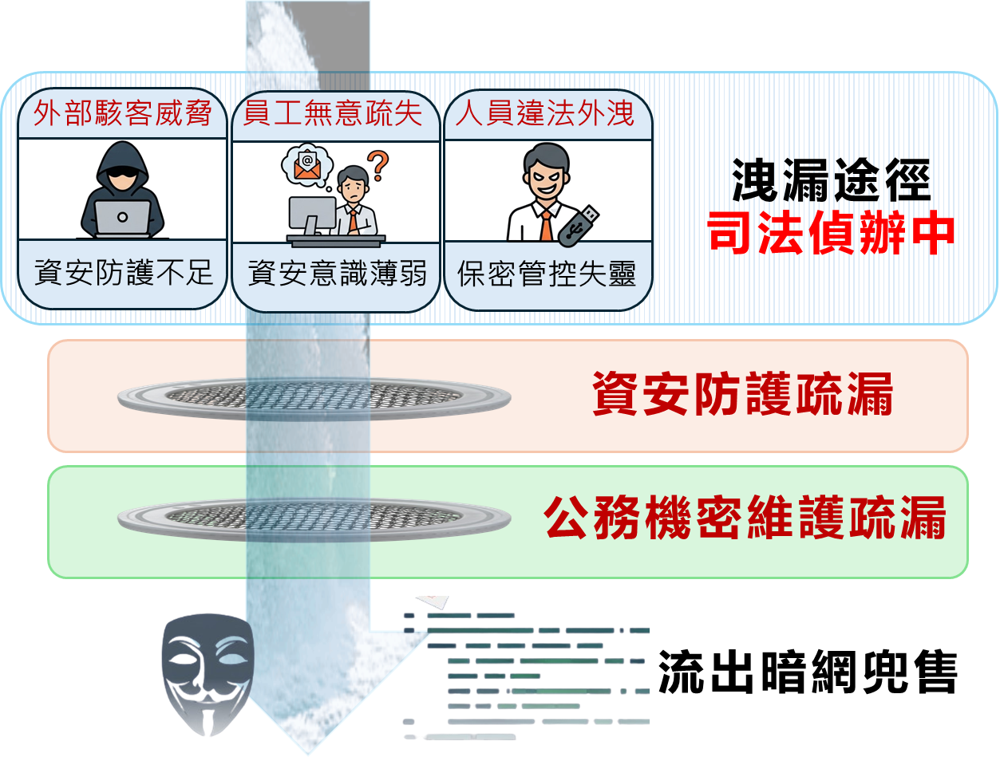 外部駭客威脅
資安防護不足
員工無意疏失
資安意識薄弱
人員違法外洩
保密管控失靈
洩漏途徑
司法偵辦中
資安防護疏漏
公務機密維護疏漏
流出暗網兜售